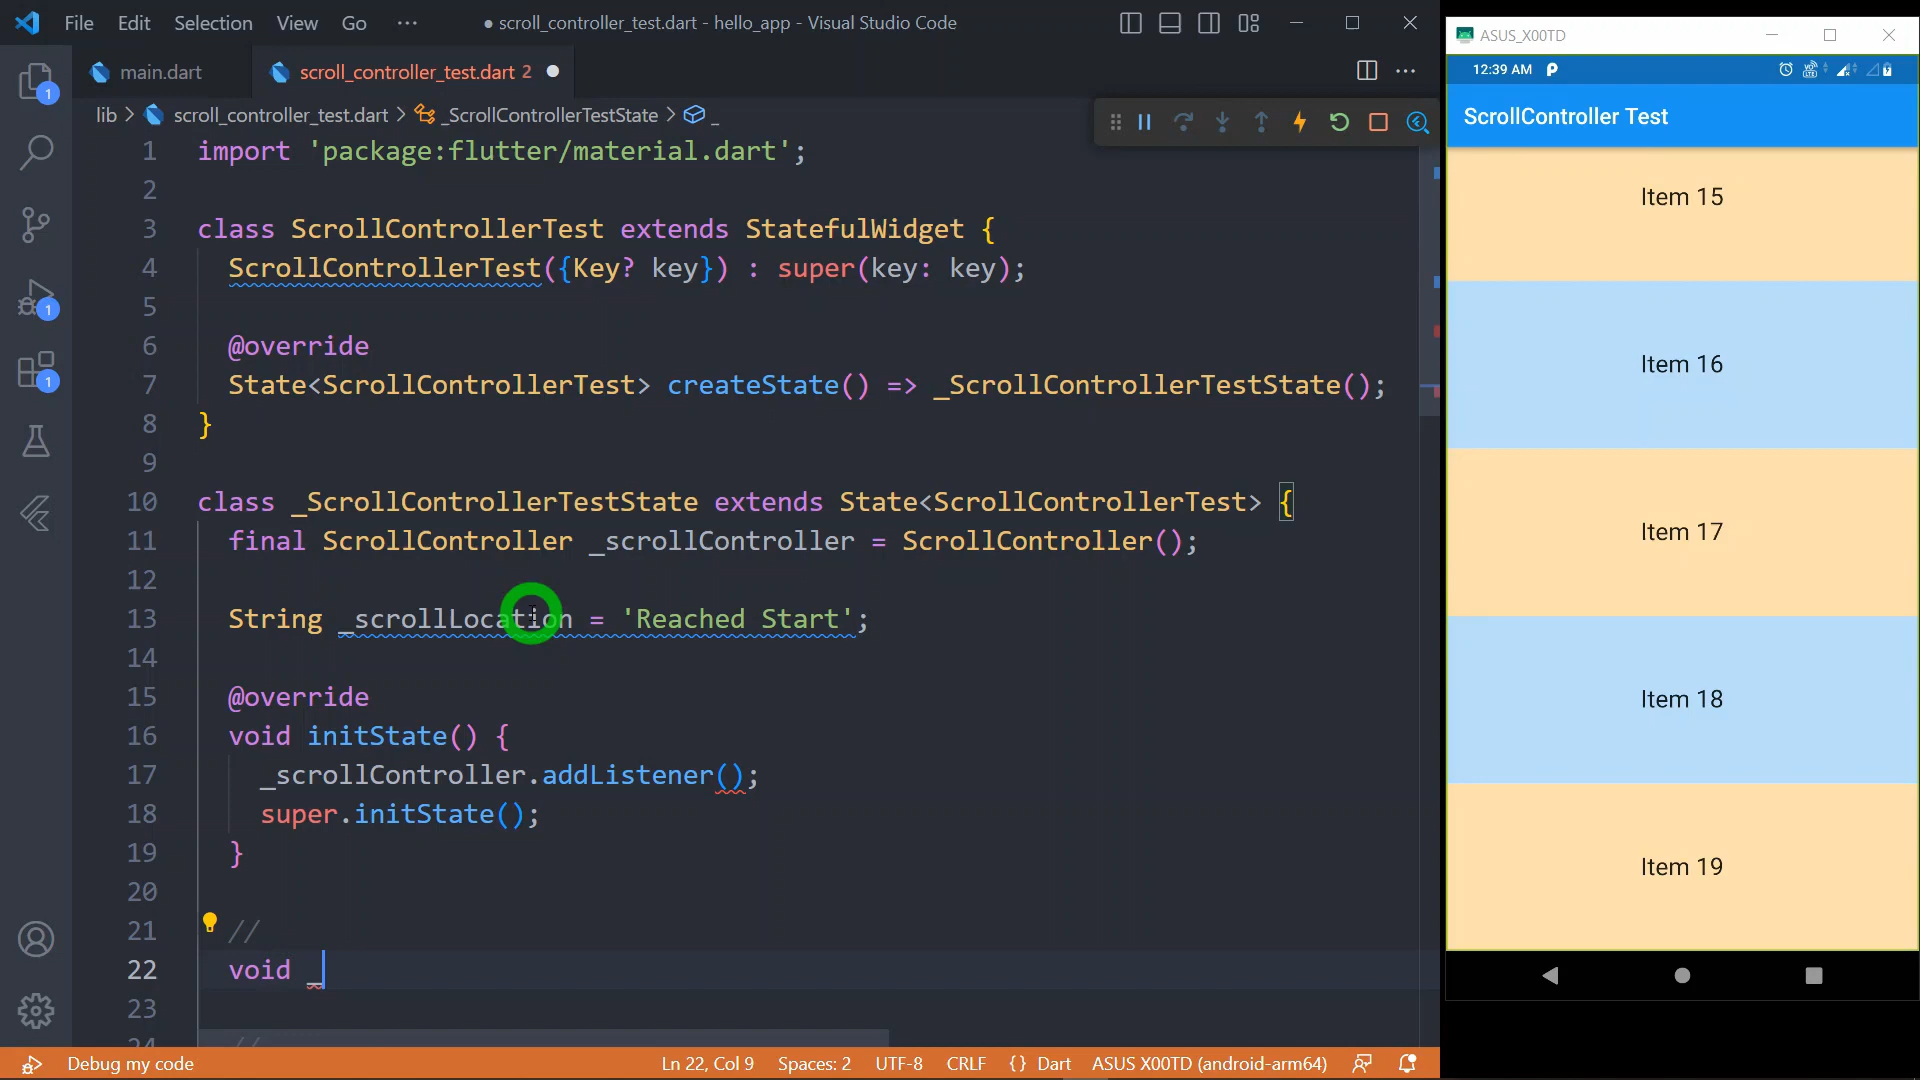 File Edit Selection View Go ···
● scroll_controller_test.dart - hello_app - Visual Studio Code
main.dart
scroll_controller_test.dart 2 ●
lib > scroll_controller_test.dart > _ScrollControllerTestState > _
1 import 'package:flutter/material.dart';
2
3 class ScrollControllerTest extends StatefulWidget {
4 ScrollControllerTest({Key? key}) : super(key: key);
5
6 @override
7 State<ScrollControllerTest> createState() => _ScrollControllerTestState();
8 }
9
10 class _ScrollControllerTestState extends State<ScrollControllerTest> {
11 final ScrollController _scrollController = ScrollController();
12
13 String _scrollLocation = 'Reached Start';
14
15 @override
16 void initState() {
17 _scrollController.addListener();
18 super.initState();
19 }
20
21 //
22 void _
23
24 //
1
1
1
Debug my code
Ln 22, Col 9 Spaces: 2 UTF-8 CRLF {} Dart ASUS X00TD (android-arm64)
ASUS_X00TD
12:39 AM
ScrollController Test
Item 15
Item 16
Item 17
Item 18
Item 19